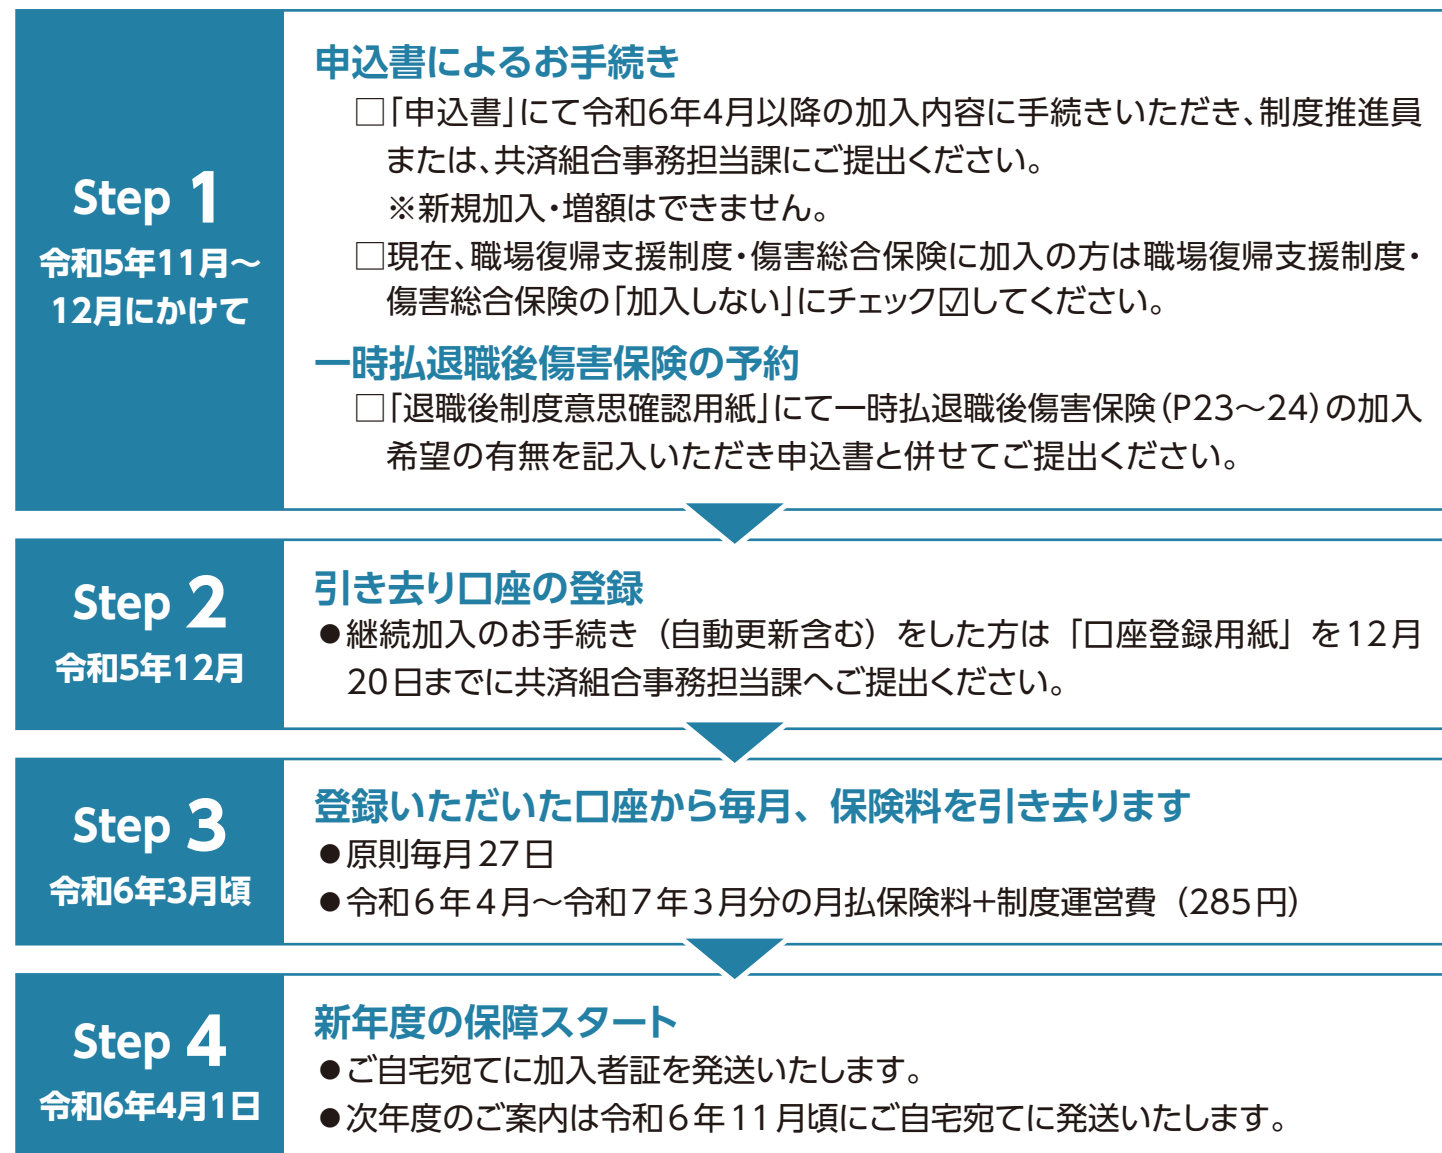 Step 1
令和5年11月～
12月にかけて
申込書によるお手続き
□「申込書」にて令和6年4月以降の加入内容に手続きいただき、制度推進員
または、共済組合事務担当課にご提出ください。
※新規加入・増額はできません。
□現在、職場復帰支援制度・傷害総合保険に加入の方は職場復帰支援制度・
傷害総合保険の「加入しない」にチェック☑してください。
一時払退職後傷害保険の予約
□「退職後制度意思確認用紙」にて一時払退職後傷害保険（P23～24）の加入
希望の有無を記入いただき申込書と併せてご提出ください。
Step 2
令和5年12月
引き去り口座の登録
●継続加入のお手続き（自動更新含む）をした方は「口座登録用紙」を12月
20日までに共済組合事務担当課へご提出ください。
Step 3
令和6年3月頃
登録いただいた口座から毎月、保険料を引き去ります
●原則毎月27日
●令和６年４月～令和７年３月分の月払保険料＋制度運営費（285円）
Step 4
令和6年4月1日
新年度の保障スタート
●ご自宅宛てに加入者証を発送いたします。
●次年度のご案内は令和６年11月頃にご自宅宛てに発送いたします。